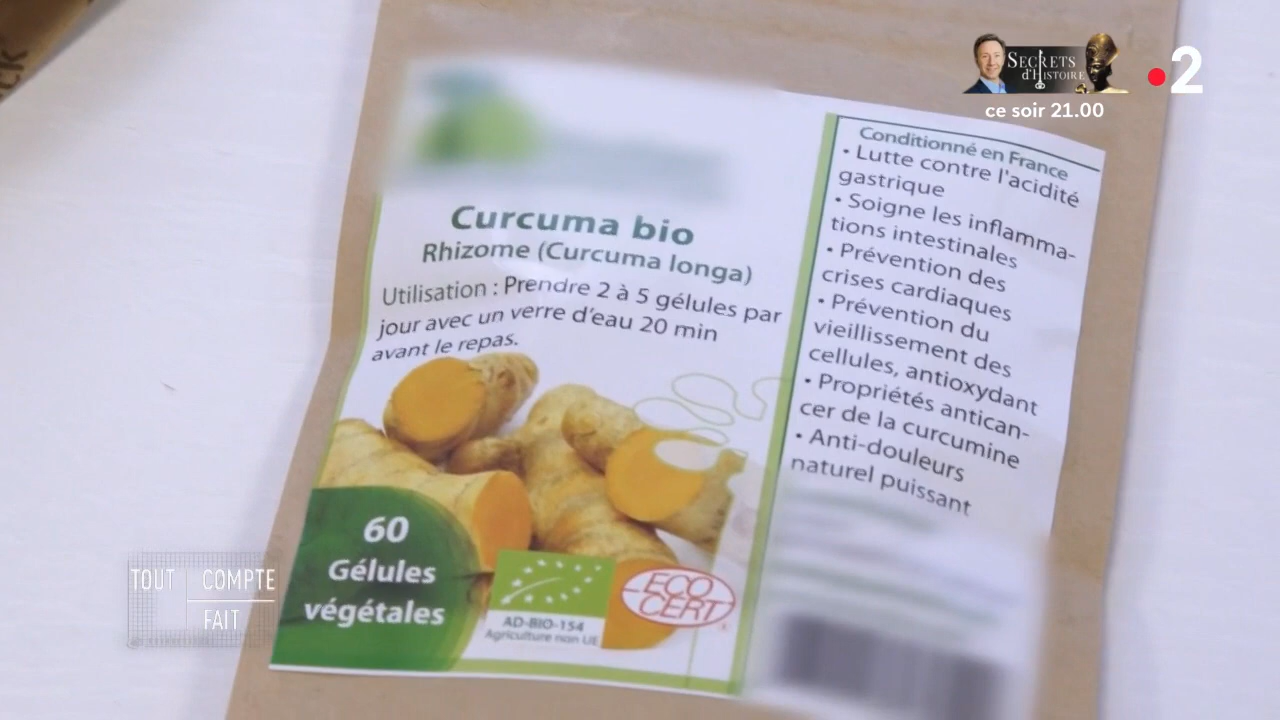 SECRETS
d'HISTOIRE
2
ce soir 21.00
CK
Curcuma bio
Rhizome (Curcuma longa)
Utilisation : Prendre 2 à 5 gélules par
jour avec un verre d'eau 20 min
avant le repas.
60
Gélules
végétales
AD-BIO-154
Agriculture non UE
ECO
CERT
Conditionné en France
• Lutte contre l'acidité
gastrique
• Soigne les inflamma-
tions intestinales
• Prévention des
crises cardiaques
• Prévention du
vieillissement des
cellules, antioxydant
• Propriétés antican-
cer de la curcumine
• Anti-douleurs
naturel puissant
TOUT COMPTE
FAIT